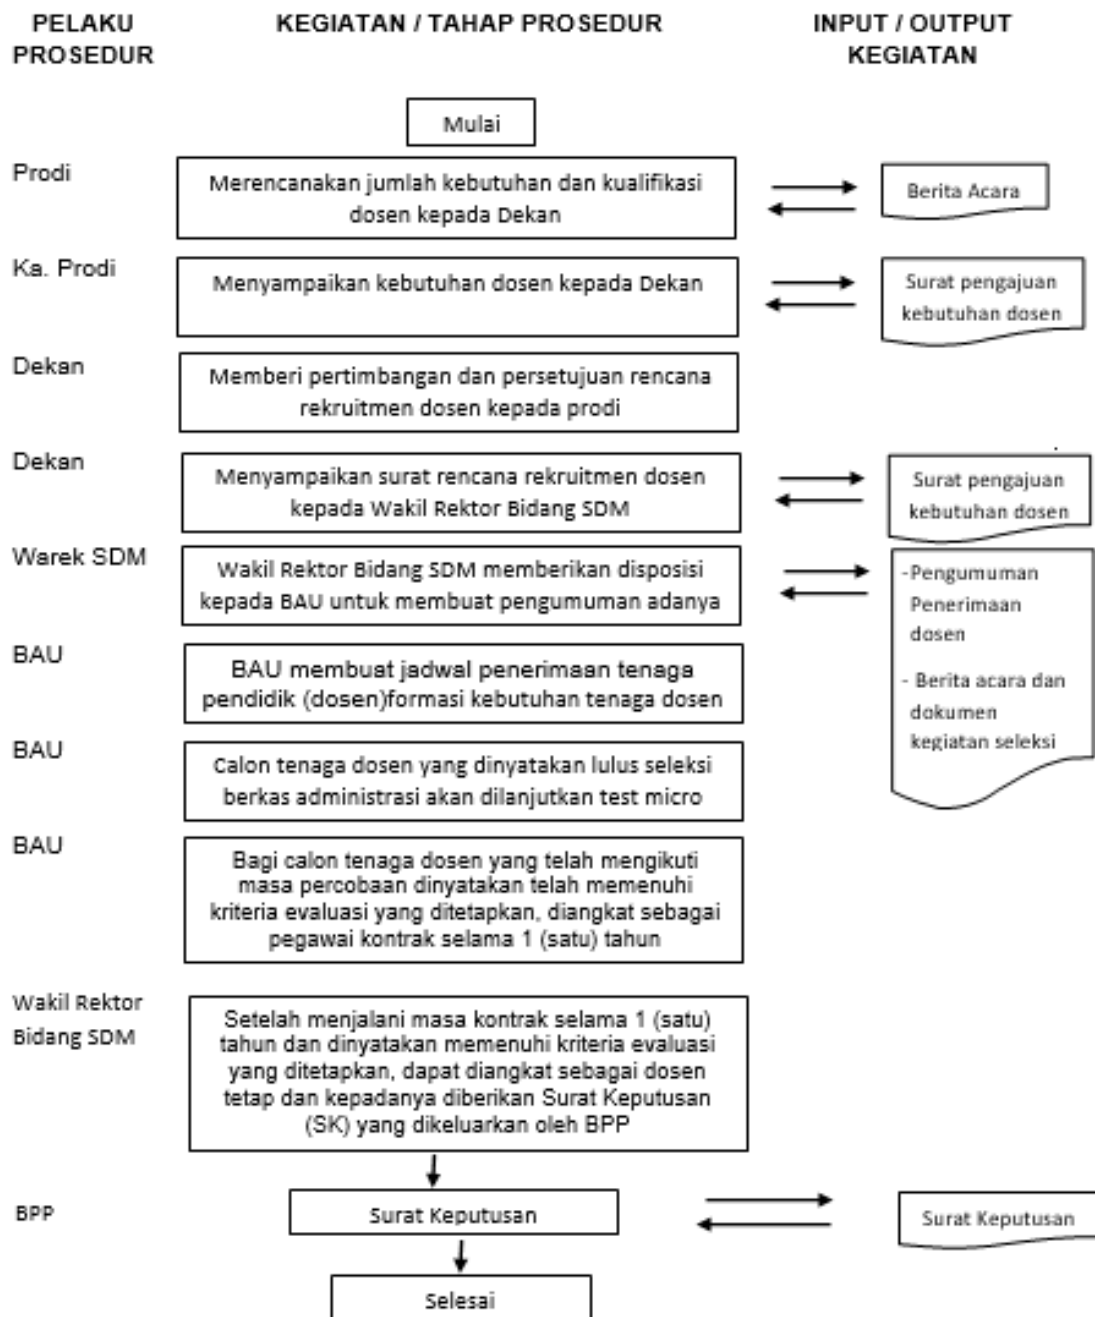 PELAKU PROSEDUR
KEGIATAN / TAHAP PROSEDUR
INPUT / OUTPUT KEGIATAN
Mulai
Prodi
Merencanakan jumlah kebutuhan dan kualifikasi
dosen kepada Dekan
Berita Acara
Ka. Prodi
Menyampaikan kebutuhan dosen kepada Dekan
Surat pengajuan
kebutuhan dosen
Dekan
Memberi pertimbangan dan persetujuan rencana
rekruitmen dosen kepada prodi
Dekan
Menyampaikan surat rencana rekruitmen dosen
kepada Wakil Rektor Bidang SDM
Surat pengajuan
kebutuhan dosen
Warek SDM
Wakil Rektor Bidang SDM memberikan disposisi
kepada BAU untuk membuat pengumuman adanya
-Pengumuman
Penerimaan
dosen
- Berita acara dan
dokumen
kegiatan seleksi
BAU
BAU membuat jadwal penerimaan tenaga
pendidik (dosen)formasi kebutuhan tenaga dosen
BAU
Calon tenaga dosen yang dinyatakan lulus seleksi
berkas administrasi akan dilanjutkan test micro
BAU
Bagi calon tenaga dosen yang telah mengikuti
masa percobaan dinyatakan telah memenuhi
kriteria evaluasi yang ditetapkan, diangkat sebagai
pegawai kontrak selama 1 (satu) tahun
Wakil Rektor
Bidang SDM
Setelah menjalani masa kontrak selama 1 (satu)
tahun dan dinyatakan memenuhi kriteria evaluasi
yang ditetapkan, dapat diangkat sebagai dosen
tetap dan kepadanya diberikan Surat Keputusan
(SK) yang dikeluarkan oleh BPP
BPP
Surat Keputusan
Surat Keputusan
Selesai